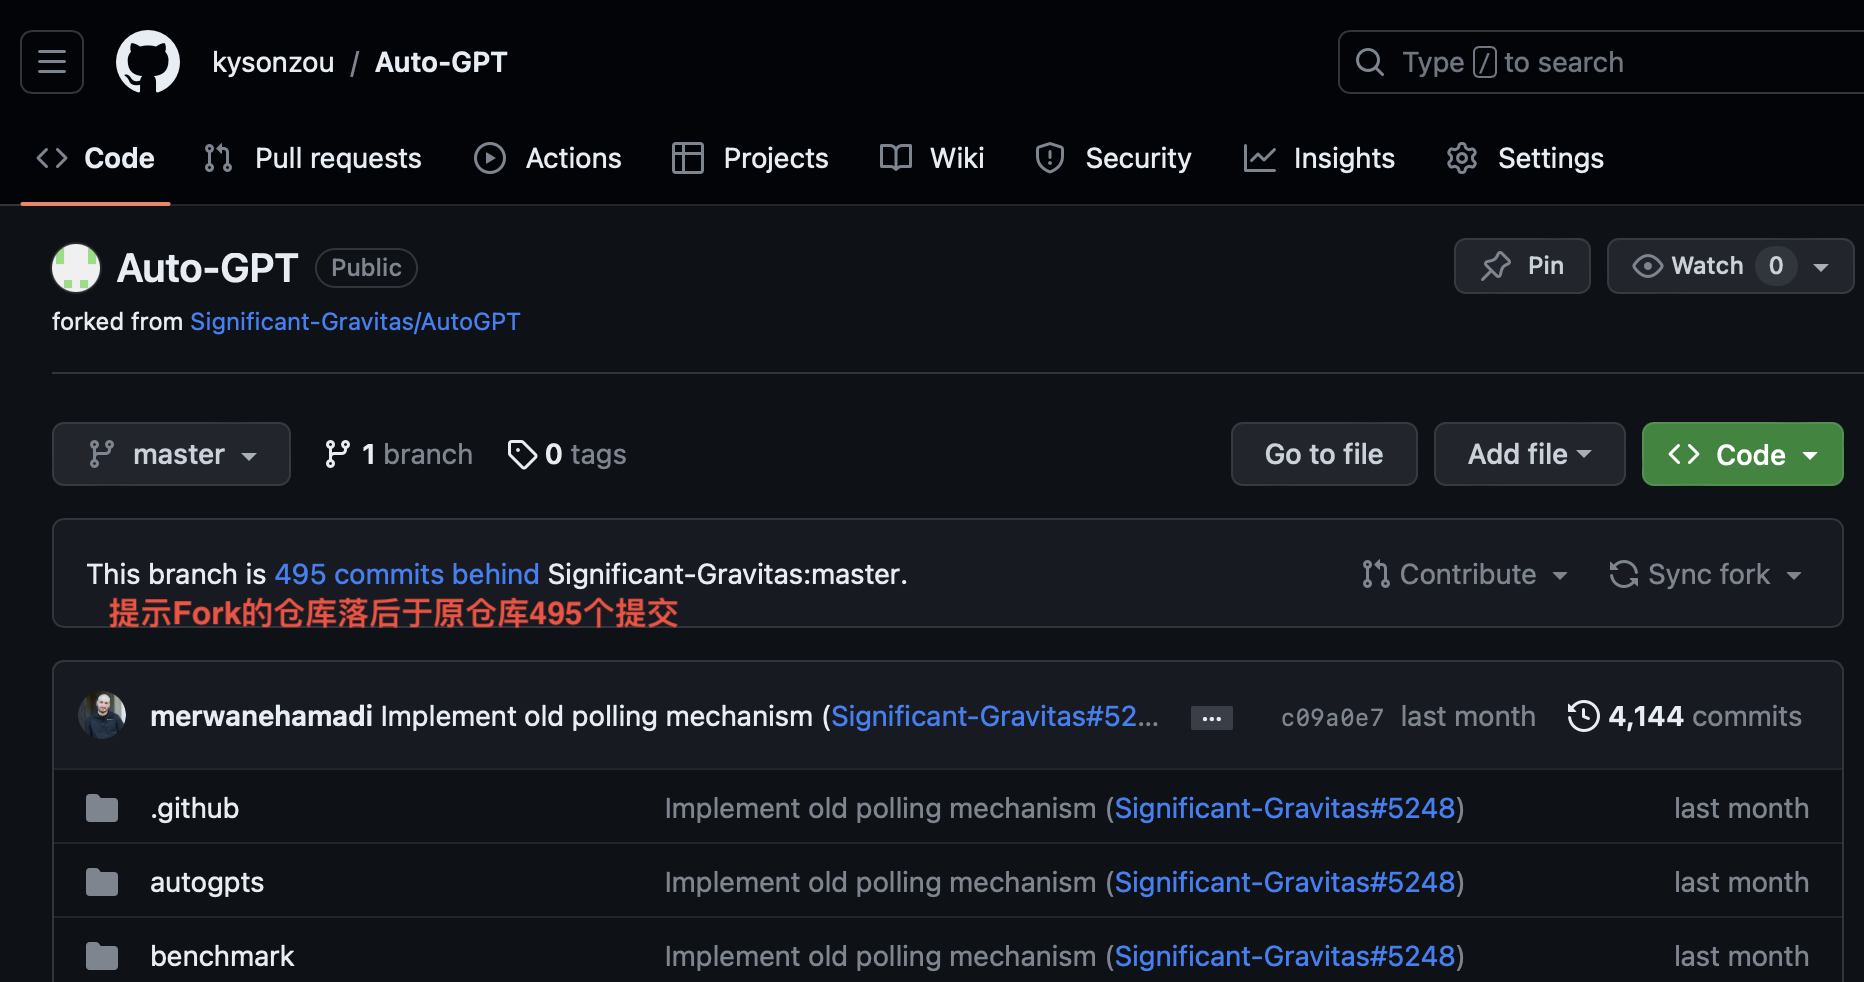 kysonzou / Auto-GPT
Type / to search
Code Pull requests Actions Projects Wiki Security Insights Settings
Auto-GPT Public
Pin Watch 0
forked from Significant-Gravitas/AutoGPT
master 1 branch 0 tags Go to file Add file Code
This branch is 495 commits behind Significant-Gravitas:master. Contribute Sync fork
提示Fork的仓库落后于原仓库495个提交
merwanehamadi Implement old polling mechanism (Significant-Gravitas#52... ... c09a0e7 last month 4,144 commits
.github Implement old polling mechanism (Significant-Gravitas#5248) last month
autogpts Implement old polling mechanism (Significant-Gravitas#5248) last month
benchmark Implement old polling mechanism (Significant-Gravitas#5248) last month